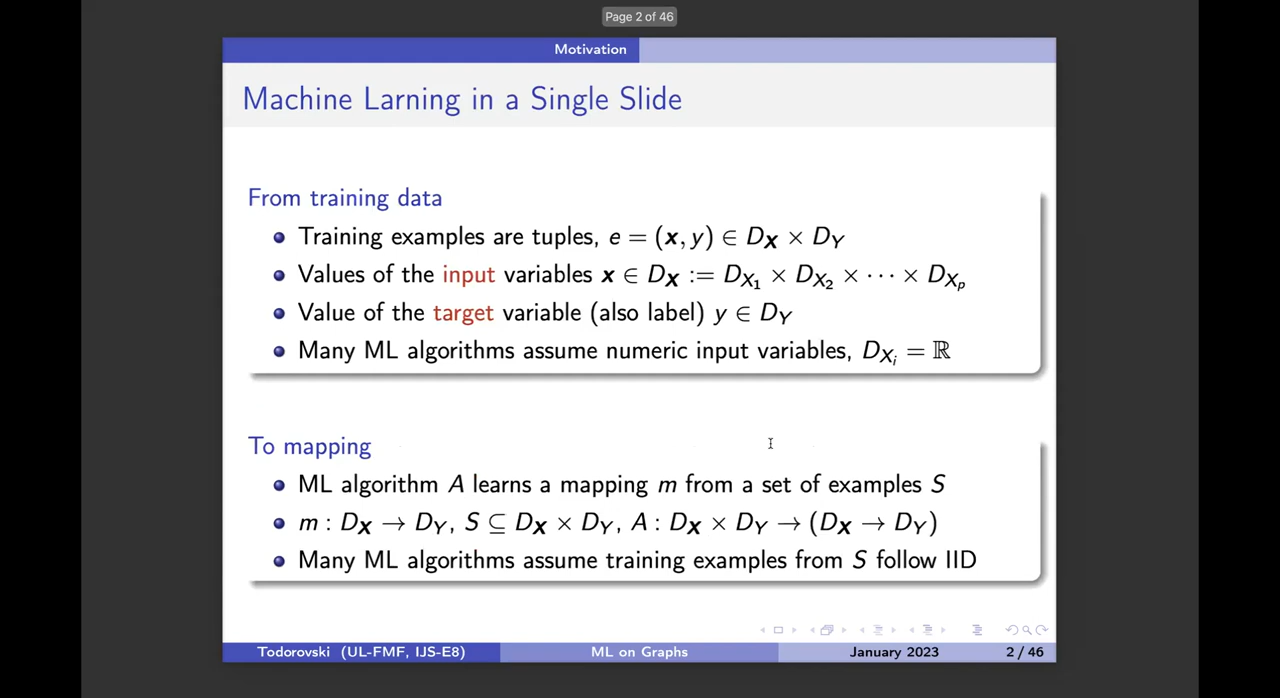 Page 2 of 46
Motivation
Machine Larning in a Single Slide
From training data
Training examples are tuples, e = (x, y) ∈ D_X × D_Y
Values of the input variables x ∈ D_X := D_X₁ × D_X₂ × ⋯ × D_Xₚ
Value of the target variable (also label) y ∈ D_Y
Many ML algorithms assume numeric input variables, D_Xᵢ = ℝ
To mapping
ML algorithm A learns a mapping m from a set of examples S
m : D_X → D_Y, S ⊆ D_X × D_Y, A : D_X × D_Y → (D_X → D_Y)
Many ML algorithms assume training examples from S follow IID
Todorovski (UL-FMF, IJS-E8) ML on Graphs January 2023 2 / 46